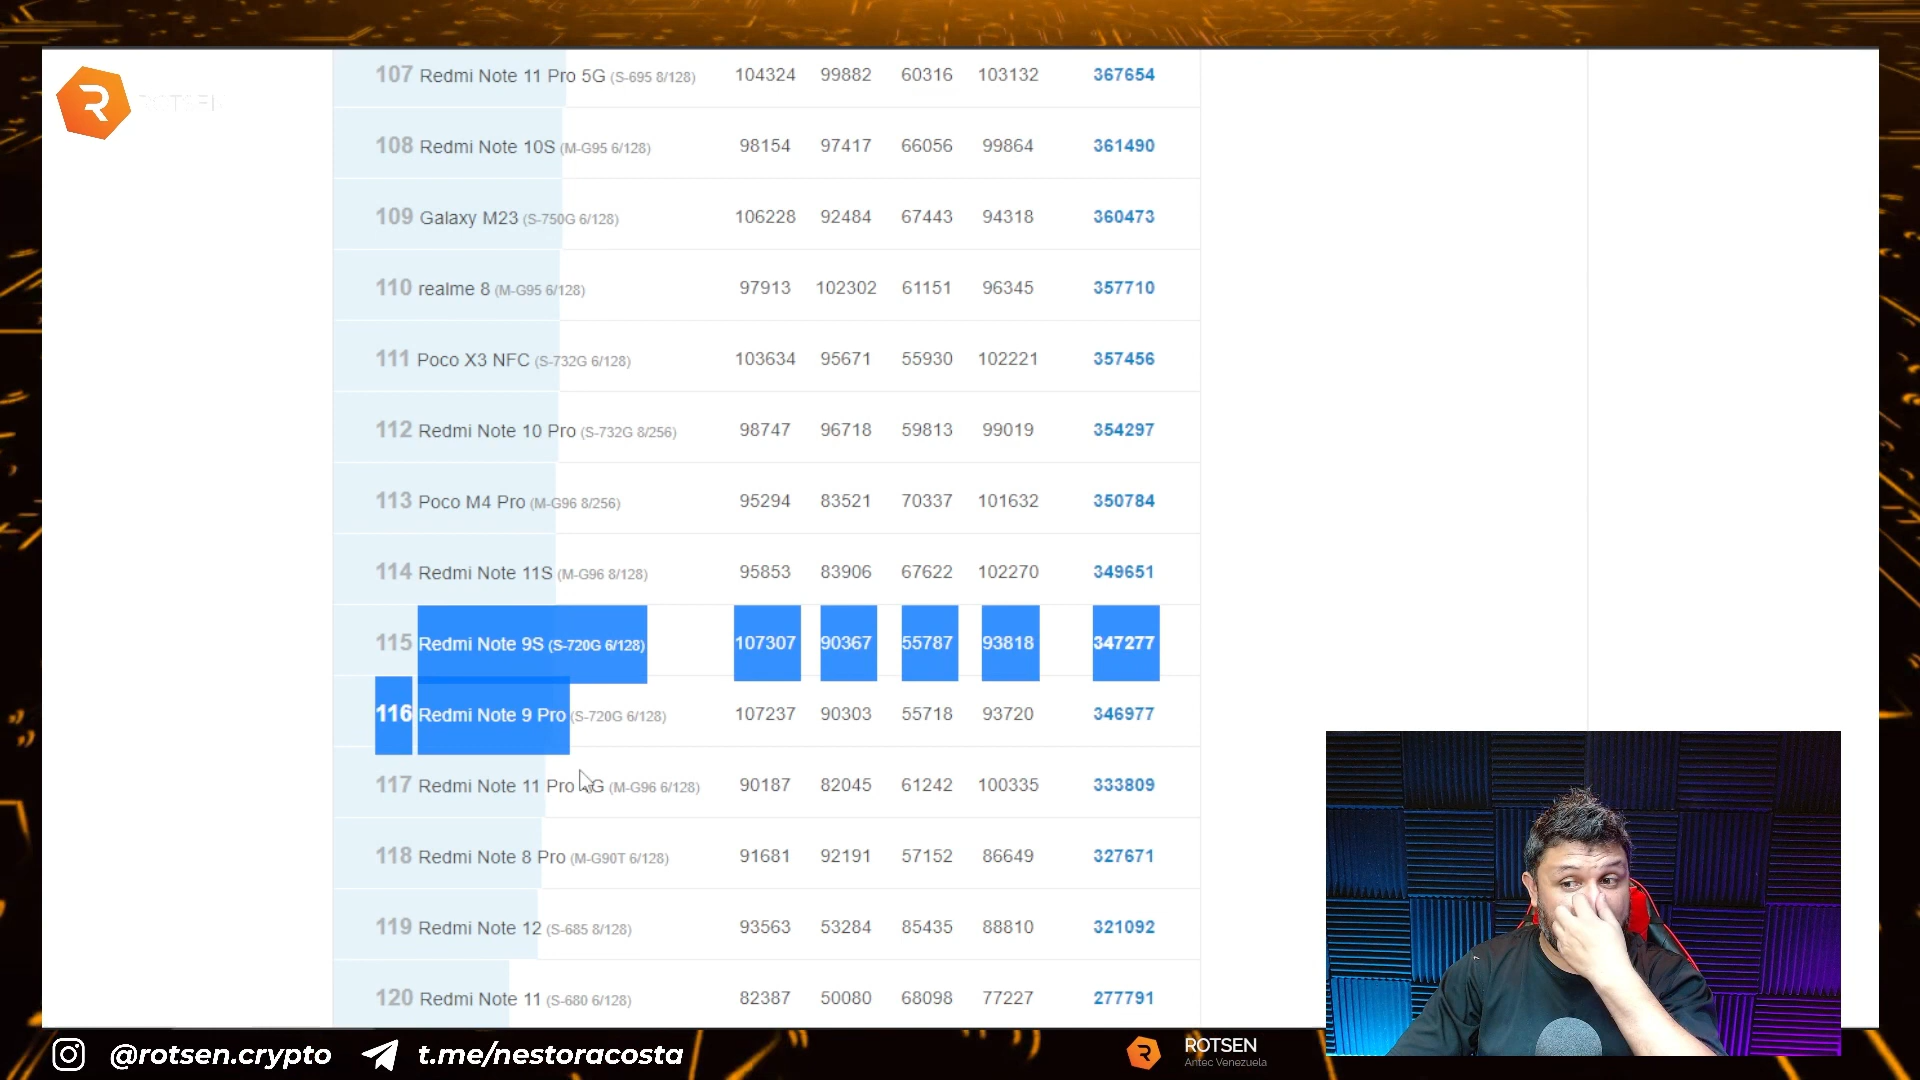 107 Redmi Note 11 Pro 5G (S-695 8/128) 104324 99882 60316 103132 367654
ROTSEN
108 Redmi Note 10S (M-G95 6/128) 98154 97417 66056 99864 361490
109 Galaxy M23 (S-750G 6/128) 106228 92484 67443 94318 360473
110 realme 8 (M-G95 6/128) 97913 102302 61151 96345 357710
111 Poco X3 NFC (S-732G 6/128) 103634 95671 55930 102221 357456
112 Redmi Note 10 Pro (S-732G 8/256) 98747 96718 59813 99019 354297
113 Poco M4 Pro (M-G96 8/256) 95294 83521 70337 101632 350784
114 Redmi Note 11S (M-G96 8/128) 95853 83906 67622 102270 349651
115 Redmi Note 9S (S-720G 6/128) 107307 90367 55787 93818 347277
116 Redmi Note 9 Pro (S-720G 6/128) 107237 90303 55718 93720 346977
117 Redmi Note 11 Pro (M-G96 6/128) 90187 82045 61242 100335 333809
118 Redmi Note 8 Pro (M-G90T 6/128) 91681 92191 57152 86649 327671
119 Redmi Note 12 (S-685 8/128) 93563 53284 85435 88810 321092
120 Redmi Note 11 (S-680 6/128) 82387 50080 68098 77227 277791
@rotsen.crypto t.me/nestoracosta
ROTSEN
Antec Venezuela